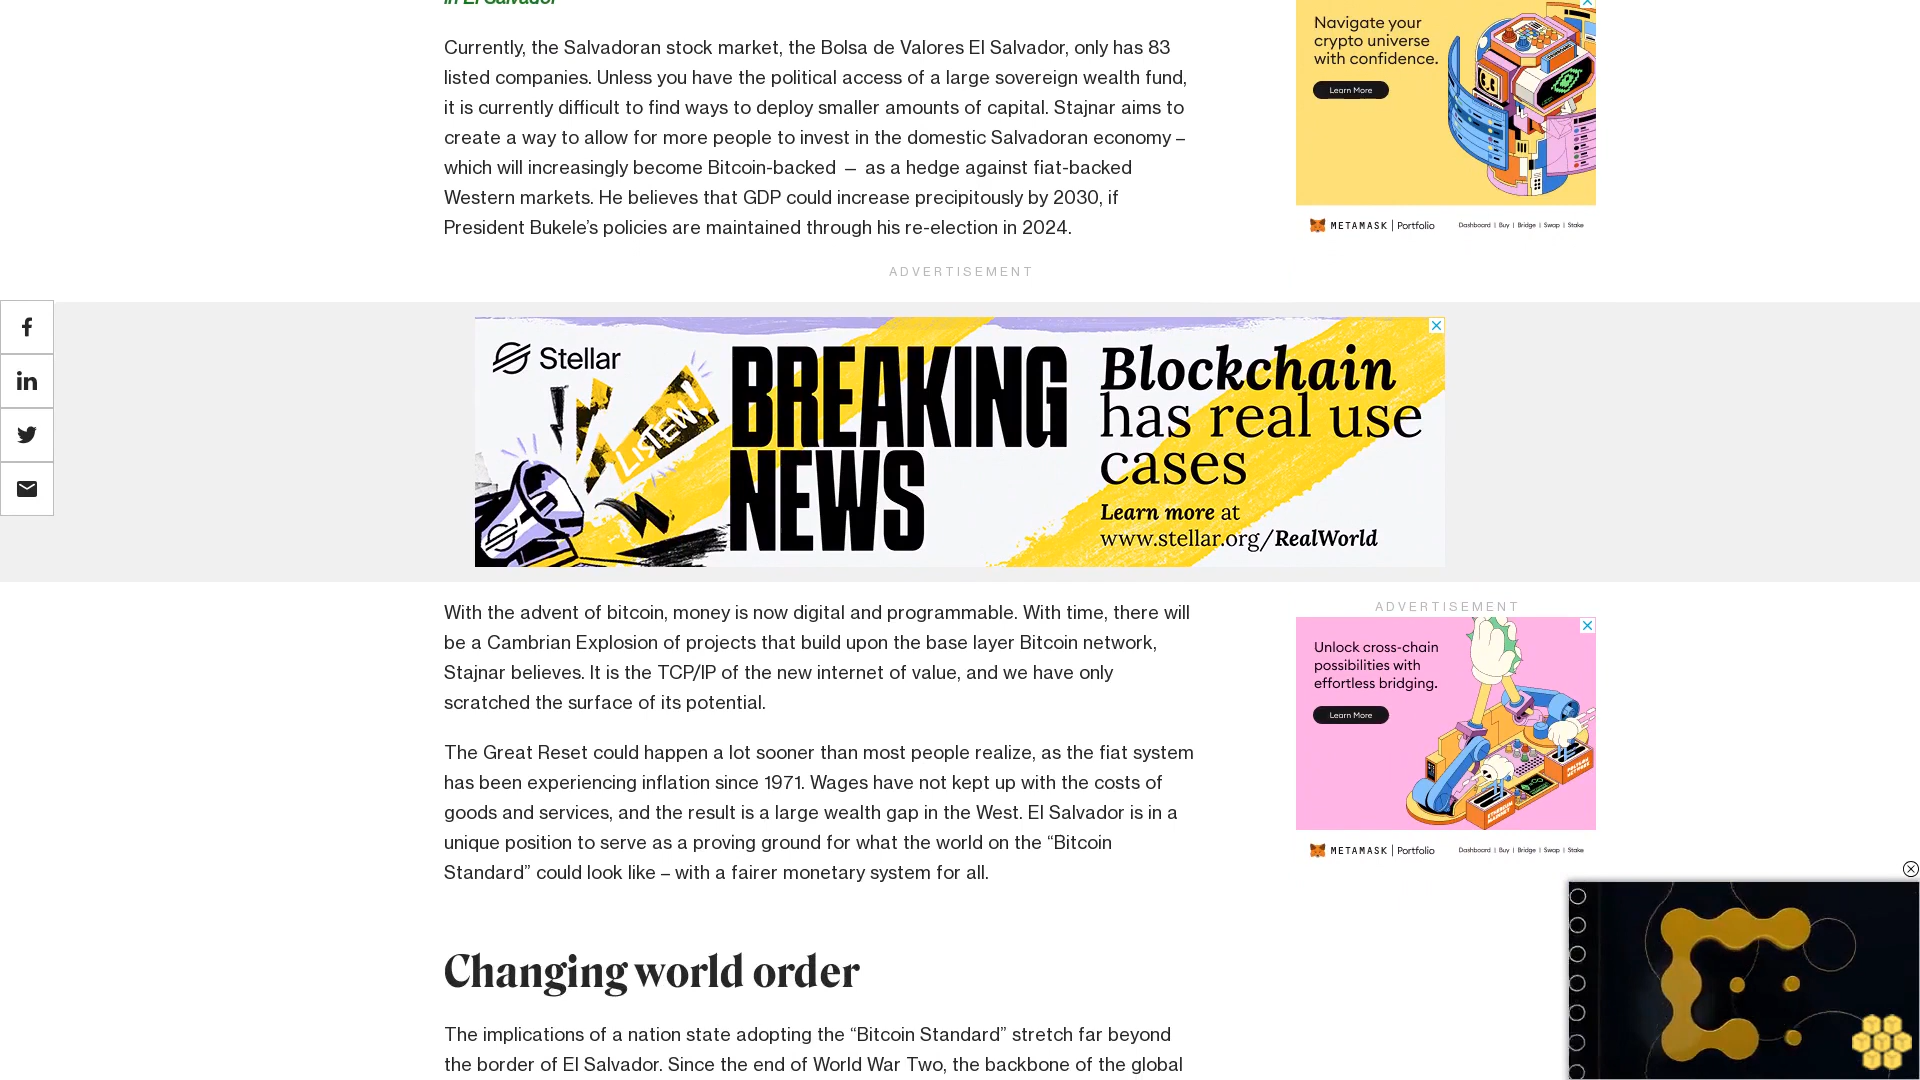 in El Salvador
Currently, the Salvadoran stock market, the Bolsa de Valores El Salvador, only has 83
listed companies. Unless you have the political access of a large sovereign wealth fund,
it is currently difficult to find ways to deploy smaller amounts of capital. Stajnar aims to
create a way to allow for more people to invest in the domestic Salvadoran economy –
which will increasingly become Bitcoin-backed — as a hedge against fiat-backed
Western markets. He believes that GDP could increase precipitously by 2030, if
President Bukele’s policies are maintained through his re-election in 2024.
Navigate your
crypto universe
with confidence.
Learn More
METAMASK | Portfolio
Dashboard | Buy | Bridge | Swap | Stake
ADVERTISEMENT
Stellar
LISTEN!
BREAKING
NEWS
Blockchain
has real use
cases
Learn more at
www.stellar.org/RealWorld
With the advent of bitcoin, money is now digital and programmable. With time, there will
be a Cambrian Explosion of projects that build upon the base layer Bitcoin network,
Stajnar believes. It is the TCP/IP of the new internet of value, and we have only
scratched the surface of its potential.
The Great Reset could happen a lot sooner than most people realize, as the fiat system
has been experiencing inflation since 1971. Wages have not kept up with the costs of
goods and services, and the result is a large wealth gap in the West. El Salvador is in a
unique position to serve as a proving ground for what the world on the “Bitcoin
Standard” could look like – with a fairer monetary system for all.
ADVERTISEMENT
Unlock cross-chain
possibilities with
effortless bridging.
Learn More
METAMASK | Portfolio
Dashboard | Buy | Bridge | Swap | Stake
Changing world order
The implications of a nation state adopting the “Bitcoin Standard” stretch far beyond
the border of El Salvador. Since the end of World War Two, the backbone of the global